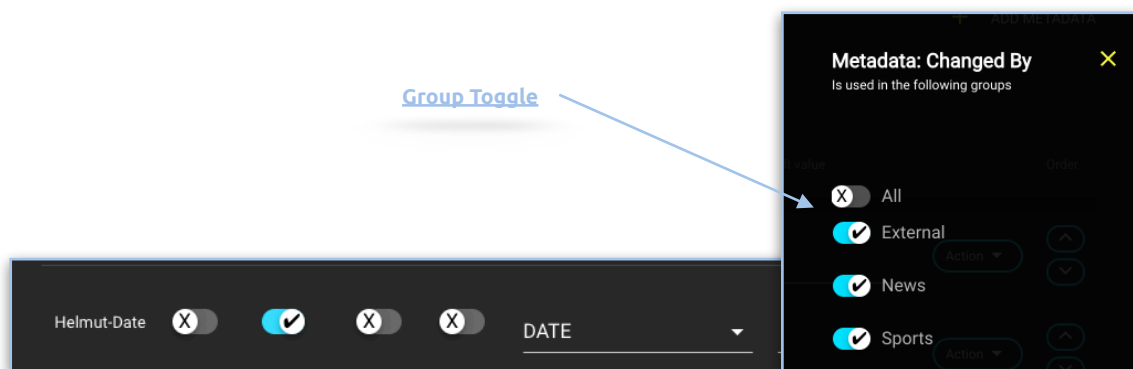 ADD METADATA
Metadata: Changed By
Is used in the following groups
Group Toggle
value
Order
All
External
Action
News
Helmut-Date
DATE
Sports
Action